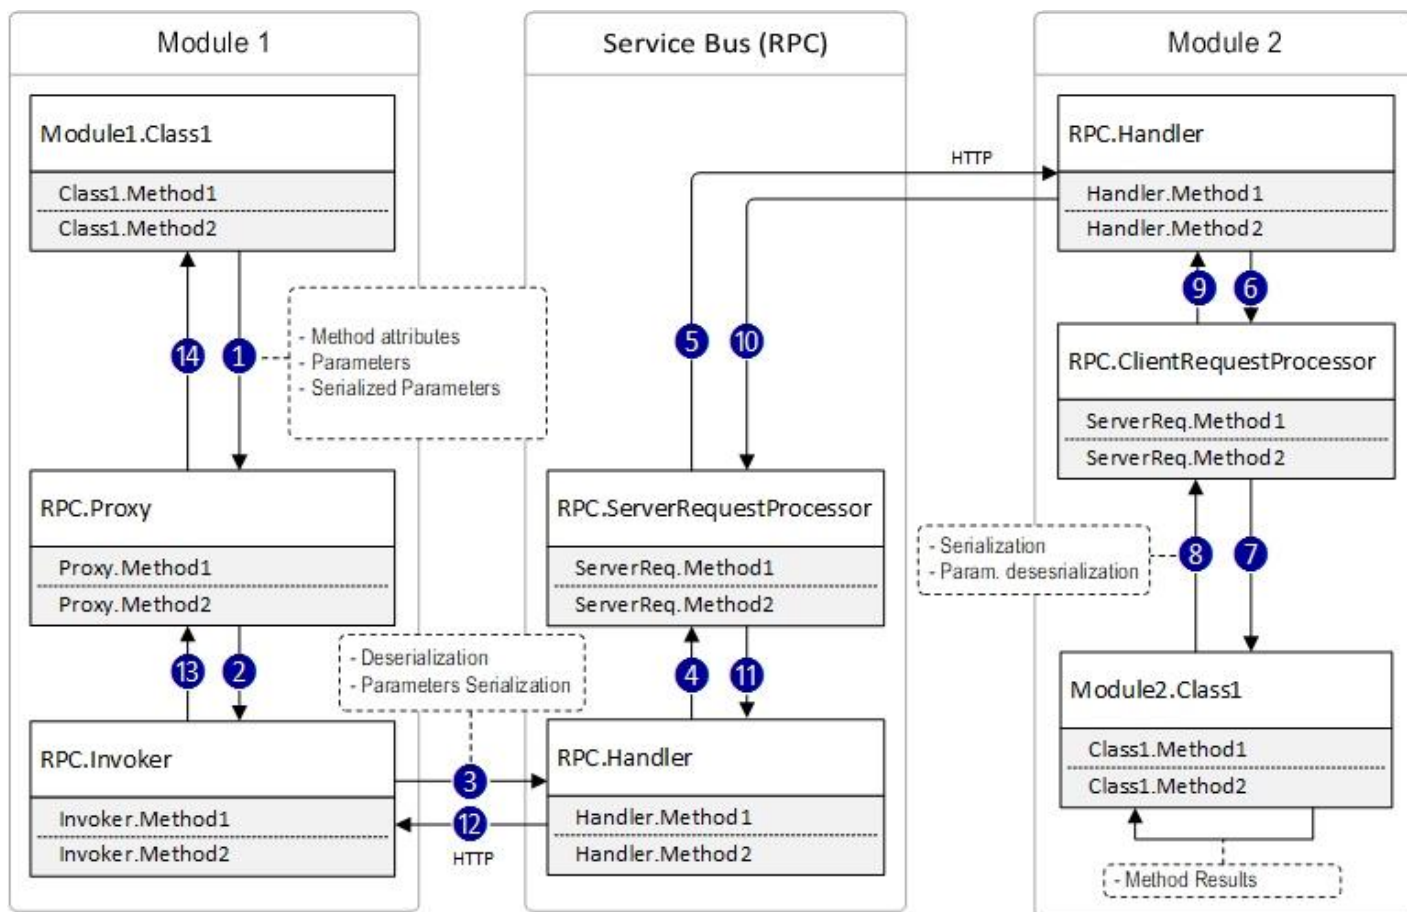 Module 1
Module1.Class1
Class1.Method1
Class1.Method2
14
1
- Method attributes
- Parameters
- Serialized Parameters
RPC.Proxy
Proxy.Method1
Proxy.Method2
13
2
- Deserialization
- Parameters Serialization
RPC.Invoker
Invoker.Method1
Invoker.Method2
3
12
HTTP
Service Bus (RPC)
HTTP
5
10
RPC.ServerRequestProcessor
ServerReq.Method1
ServerReq.Method2
4
11
RPC.Handler
Handler.Method1
Handler.Method2
Module 2
RPC.Handler
Handler.Method1
Handler.Method2
9
6
RPC.ClientRequestProcessor
ServerReq.Method1
ServerReq.Method2
- Serialization
- Param. desesrialization
8
7
Module2.Class1
Class1.Method1
Class1.Method2
- Method Results